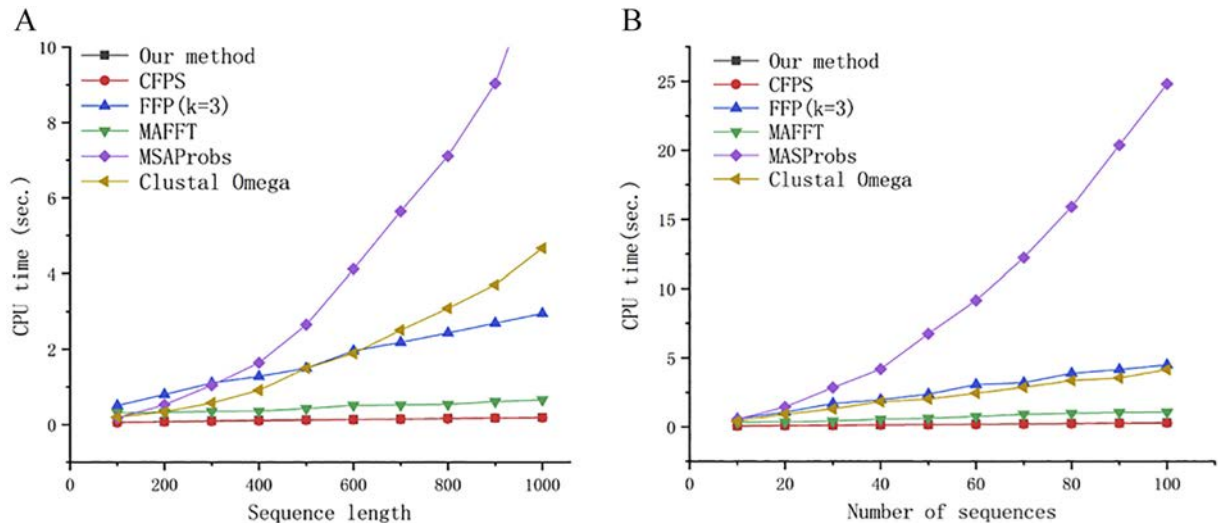 A
Our method
CFPS
FFP(k=3)
MAFFT
MSAProbs
Clustal Omega
10
8
6
4
2
0
CPU time (sec.)
0 200 400 600 800 1000
Sequence length
B
Our method
CFPS
FFP(k=3)
MAFFT
MASProbs
Clustal Omega
25
20
15
10
5
0
CPU time(sec.)
0 20 40 60 80 100
Number of sequences